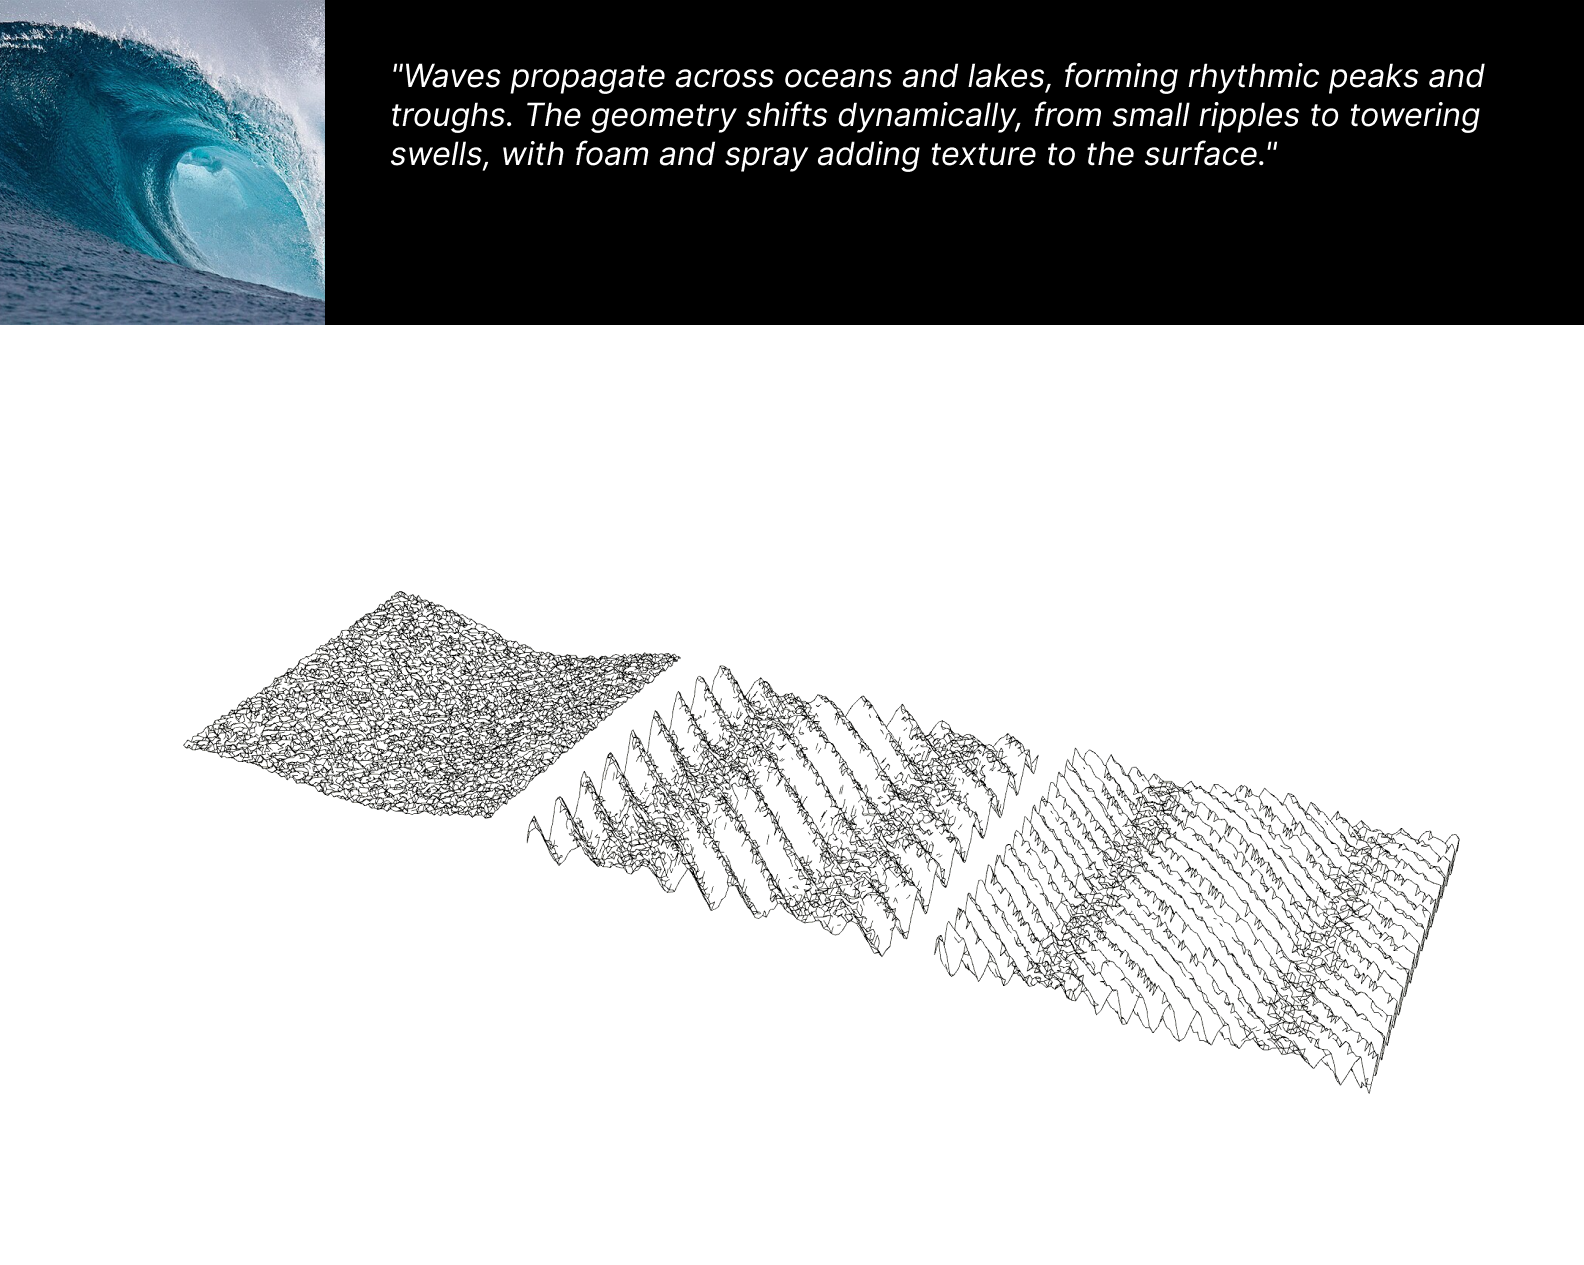 "Waves propagate across oceans and lakes, forming rhythmic peaks and
troughs. The geometry shifts dynamically, from small ripples to towering
swells, with foam and spray adding texture to the surface."